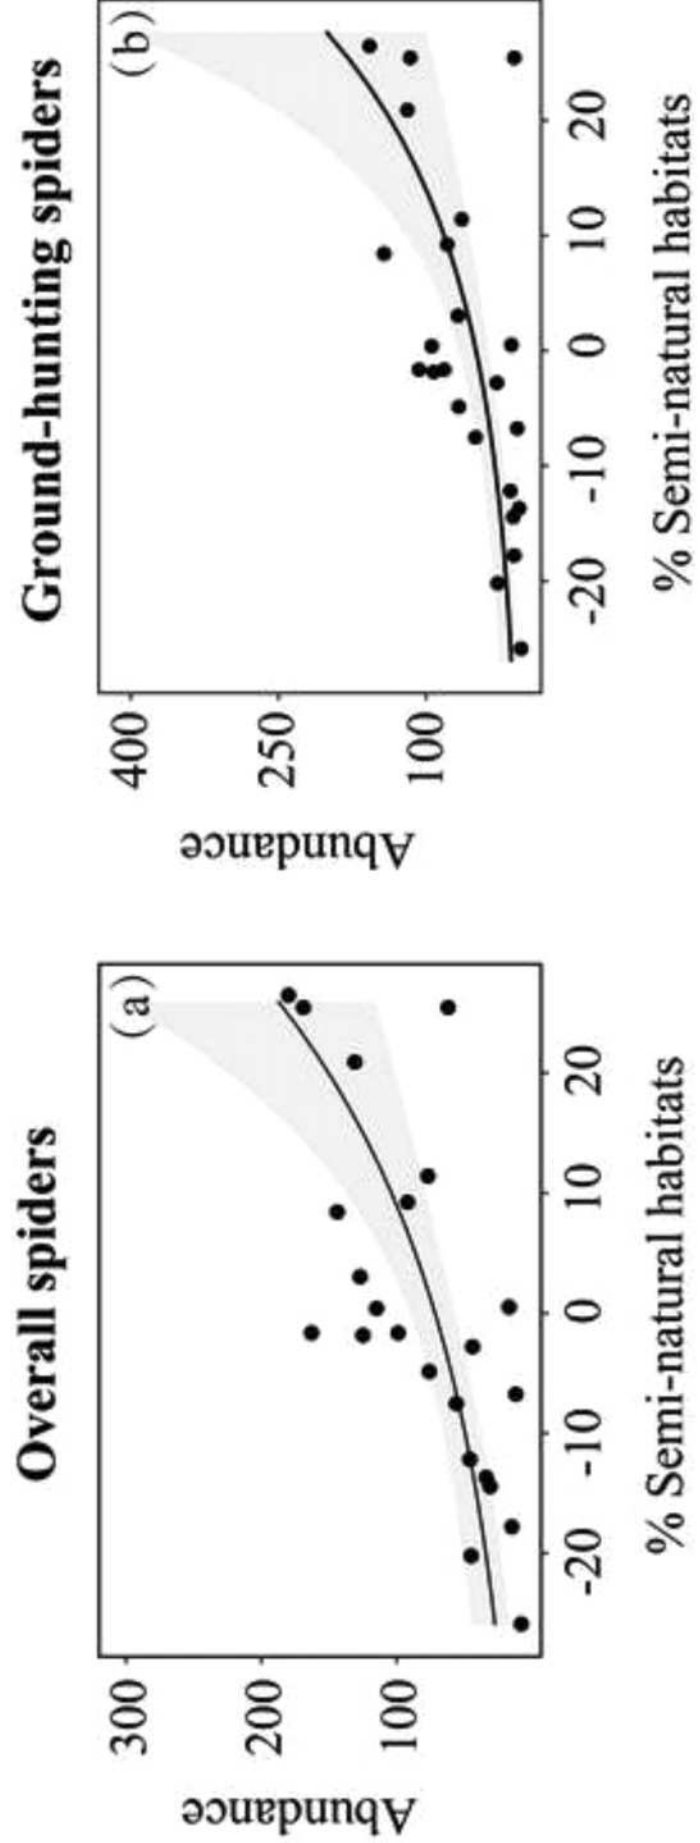 Overall spiders
(a)
Abundance
300
200
100
-20
-10
0
10
20
% Semi-natural habitats
Ground-hunting spiders
(b)
Abundance
400
250
100
-20
-10
0
10
20
% Semi-natural habitats